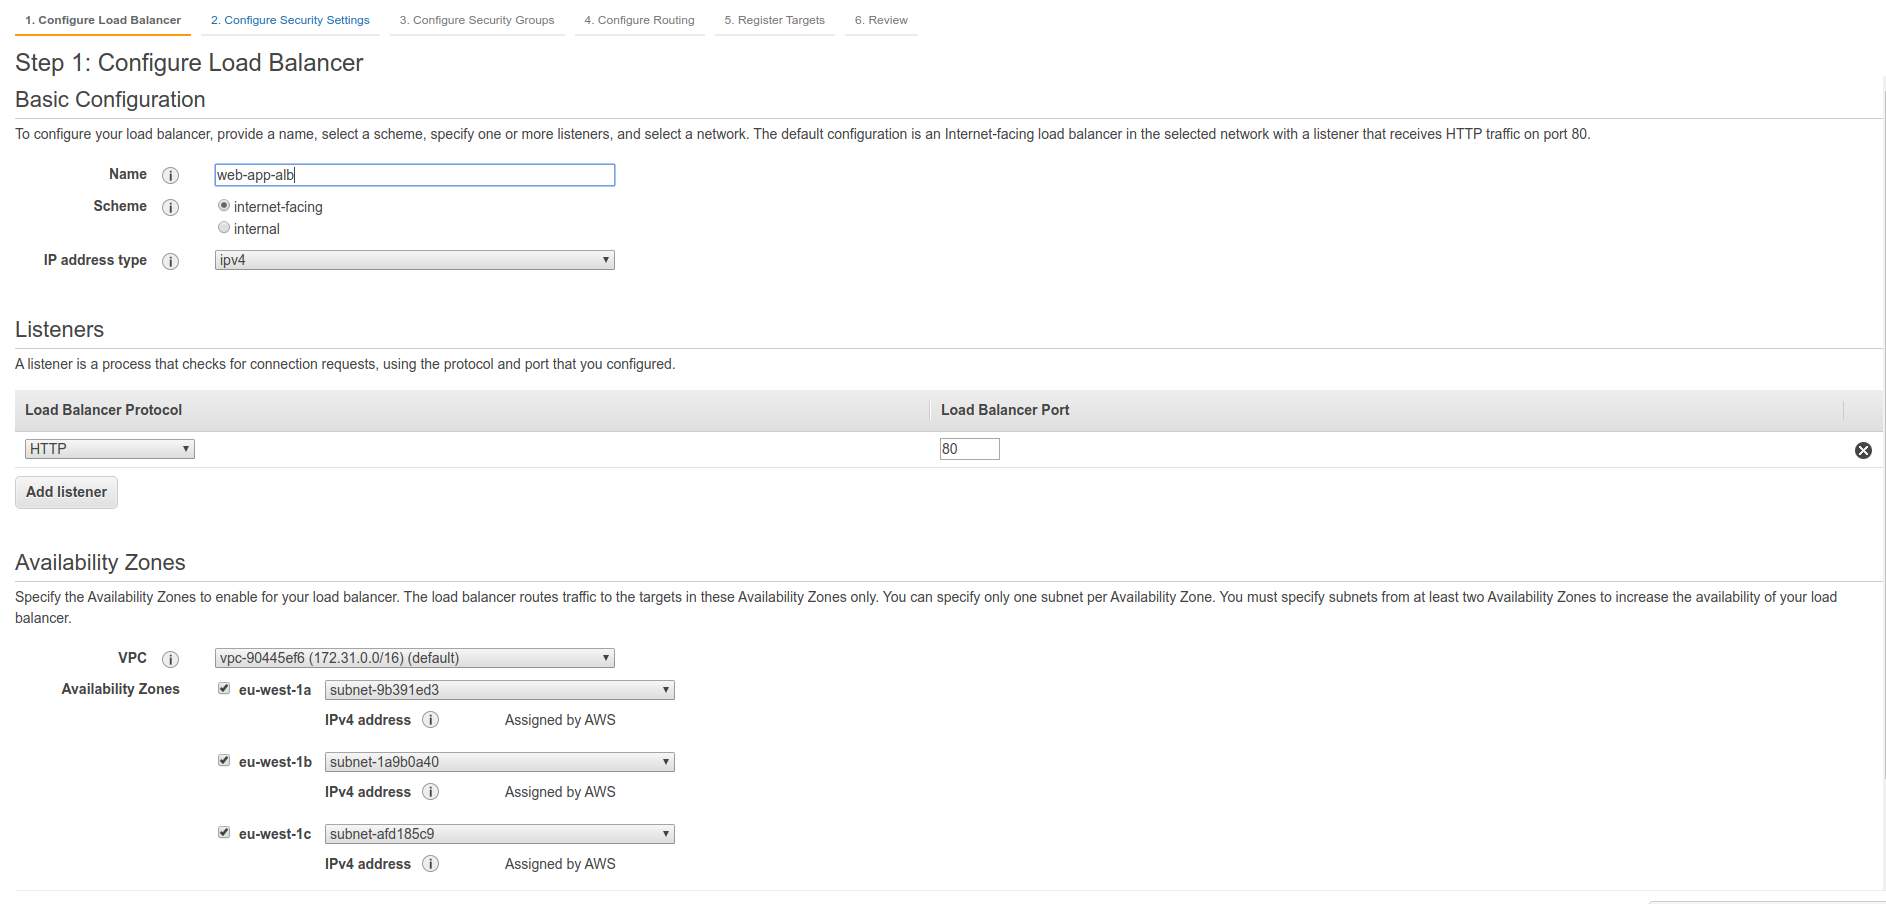 1. Configure Load Balancer 2. Configure Security Settings 3. Configure Security Groups 4. Configure Routing 5. Register Targets 6. Review
Step 1: Configure Load Balancer
Basic Configuration
To configure your load balancer, provide a name, select a scheme, specify one or more listeners, and select a network. The default configuration is an Internet-facing load balancer in the selected network with a listener that receives HTTP traffic on port 80.
Name i web-app-alb
Scheme i internet-facing
internal
IP address type i ipv4
Listeners
A listener is a process that checks for connection requests, using the protocol and port that you configured.
Load Balancer Protocol Load Balancer Port
HTTP 80
Add listener
Availability Zones
Specify the Availability Zones to enable for your load balancer. The load balancer routes traffic to the targets in these Availability Zones only. You can specify only one subnet per Availability Zone. You must specify subnets from at least two Availability Zones to increase the availability of your load
balancer.
VPC i vpc-90445ef6 (172.31.0.0/16) (default)
Availability Zones eu-west-1a subnet-9b391ed3
IPv4 address i Assigned by AWS
eu-west-1b subnet-1a9b0a40
IPv4 address i Assigned by AWS
eu-west-1c subnet-afd185c9
IPv4 address i Assigned by AWS